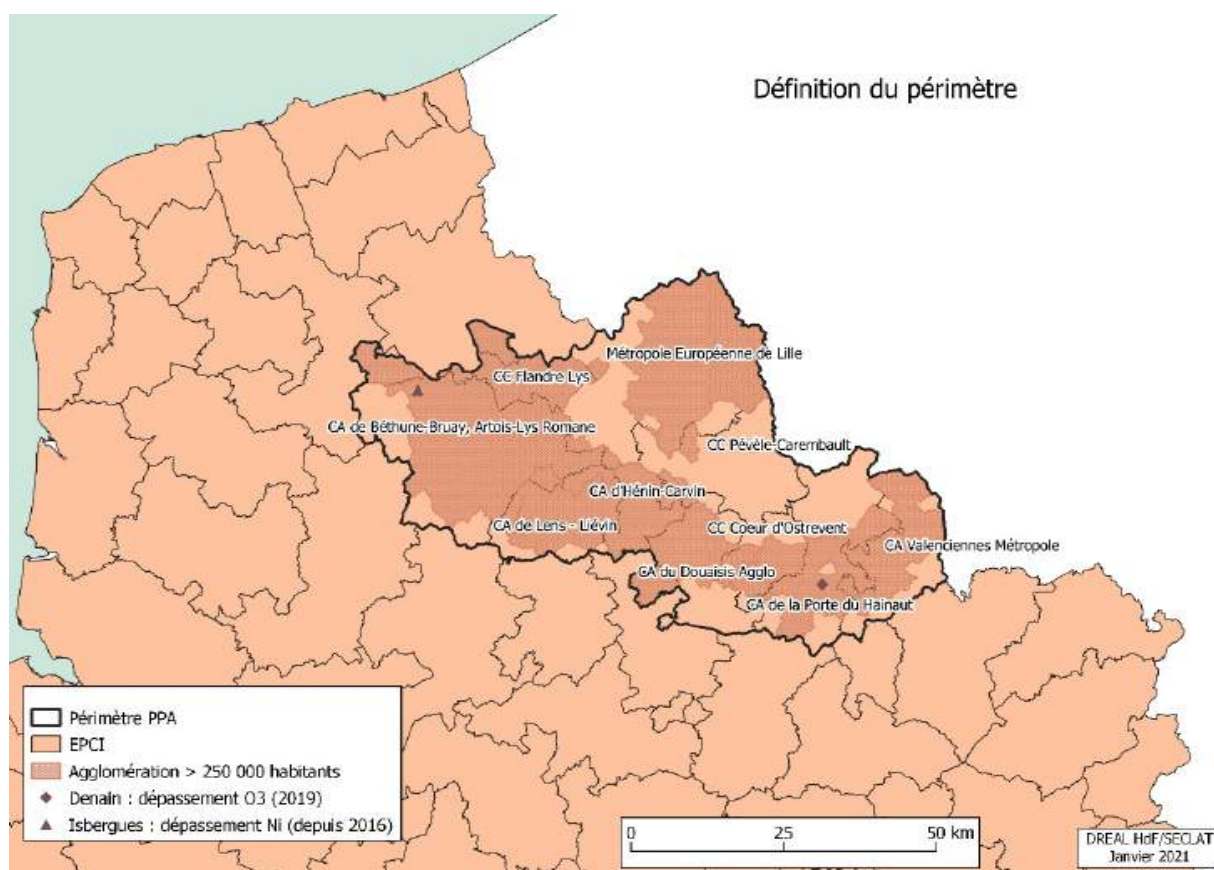 Définition du périmètre
Métropole Européenne de Lille
CC Flandre Lys
CA de Béthune-Bruay, Artois-Lys Romane
CC Pévèle-Carembault
CA d'Hénin-Carvin
CA de Lens - Liévin
CC Coeur d'Ostrevent
CA Valenciennes Métropole
CA du Douaisis Agglo
CA de la Porte du Hainaut
Périmètre PPA
EPCI
Agglomération > 250 000 habitants
Denain : dépassement O3 (2019)
Isbergues : dépassement Ni (depuis 2016)
0 25 50 km
DREAL HdF/SECLAT
Janvier 2021